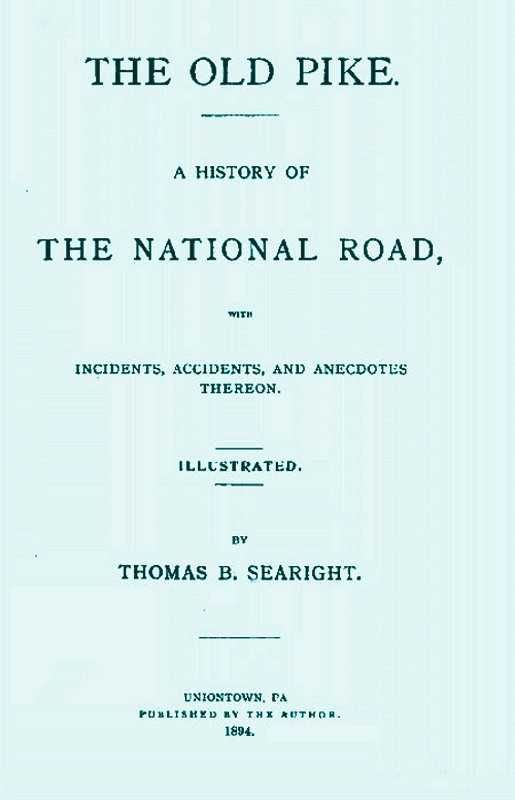 THE OLD PIKE.
A HISTORY OF
THE NATIONAL ROAD,
WITH
INCIDENTS, ACCIDENTS, AND ANECDOTES
THEREON.
ILLUSTRATED.
BY
THOMAS B. SEARIGHT.
UNIONTOWN, PA
PUBLISHED BY THE AUTHOR.
1894.